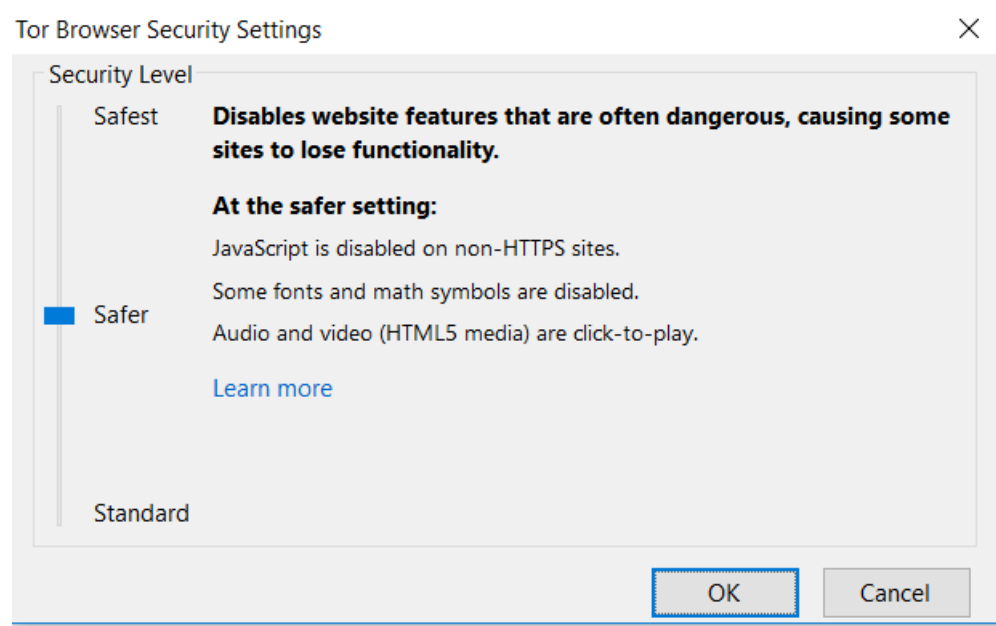 Tor Browser Security Settings
Security Level
Safest
Disables website features that are often dangerous, causing some
sites to lose functionality.
At the safer setting:
JavaScript is disabled on non-HTTPS sites.
Some fonts and math symbols are disabled.
Safer
Audio and video (HTML5 media) are click-to-play.
Learn more
Standard
OK
Cancel